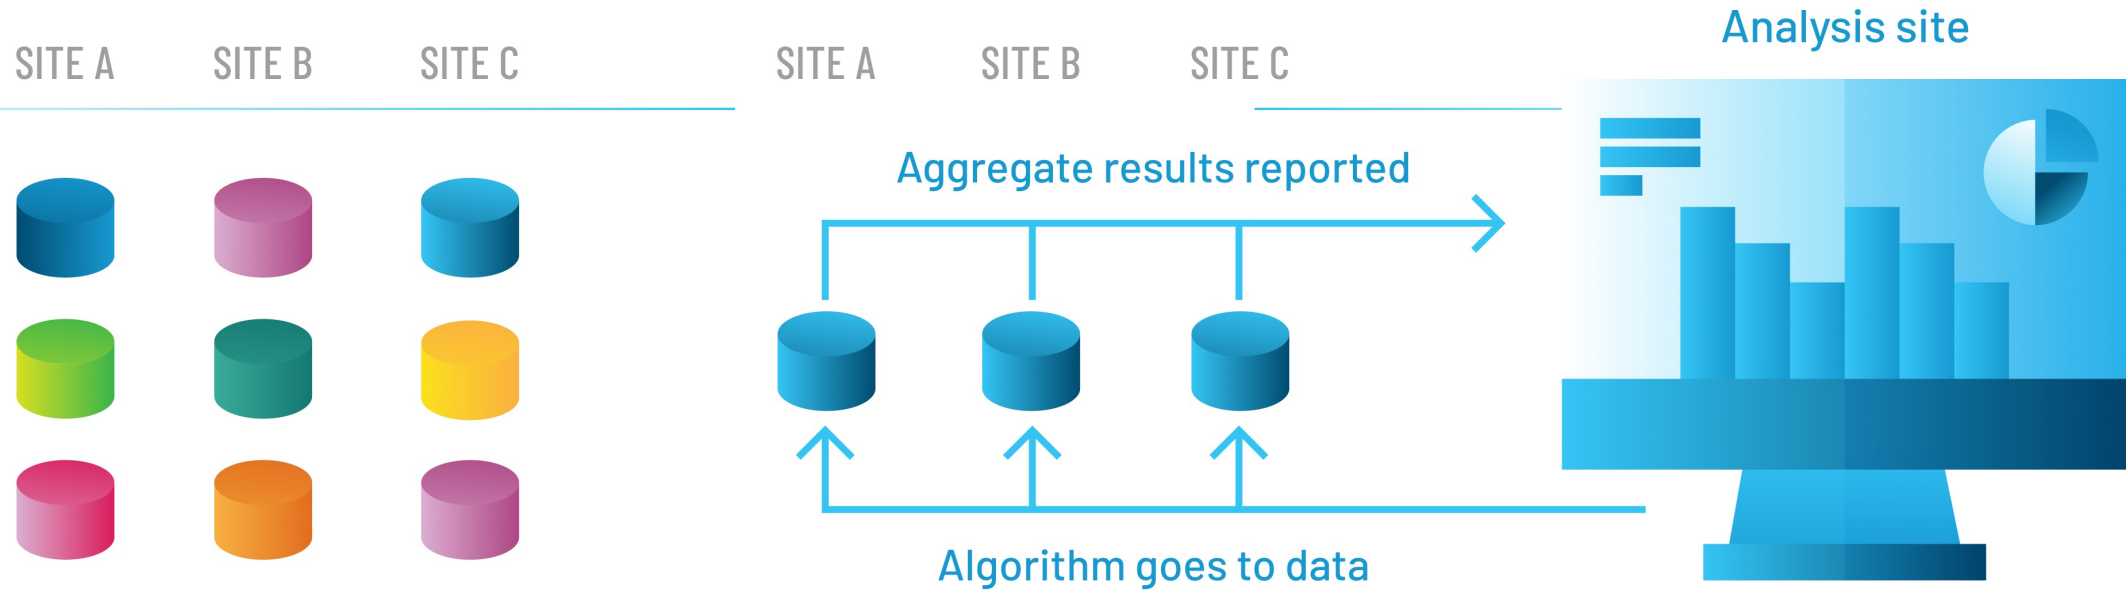 SITE A
SITE B
SITE C
SITE A
SITE B
SITE C
Analysis site
Aggregate results reported
Algorithm goes to data